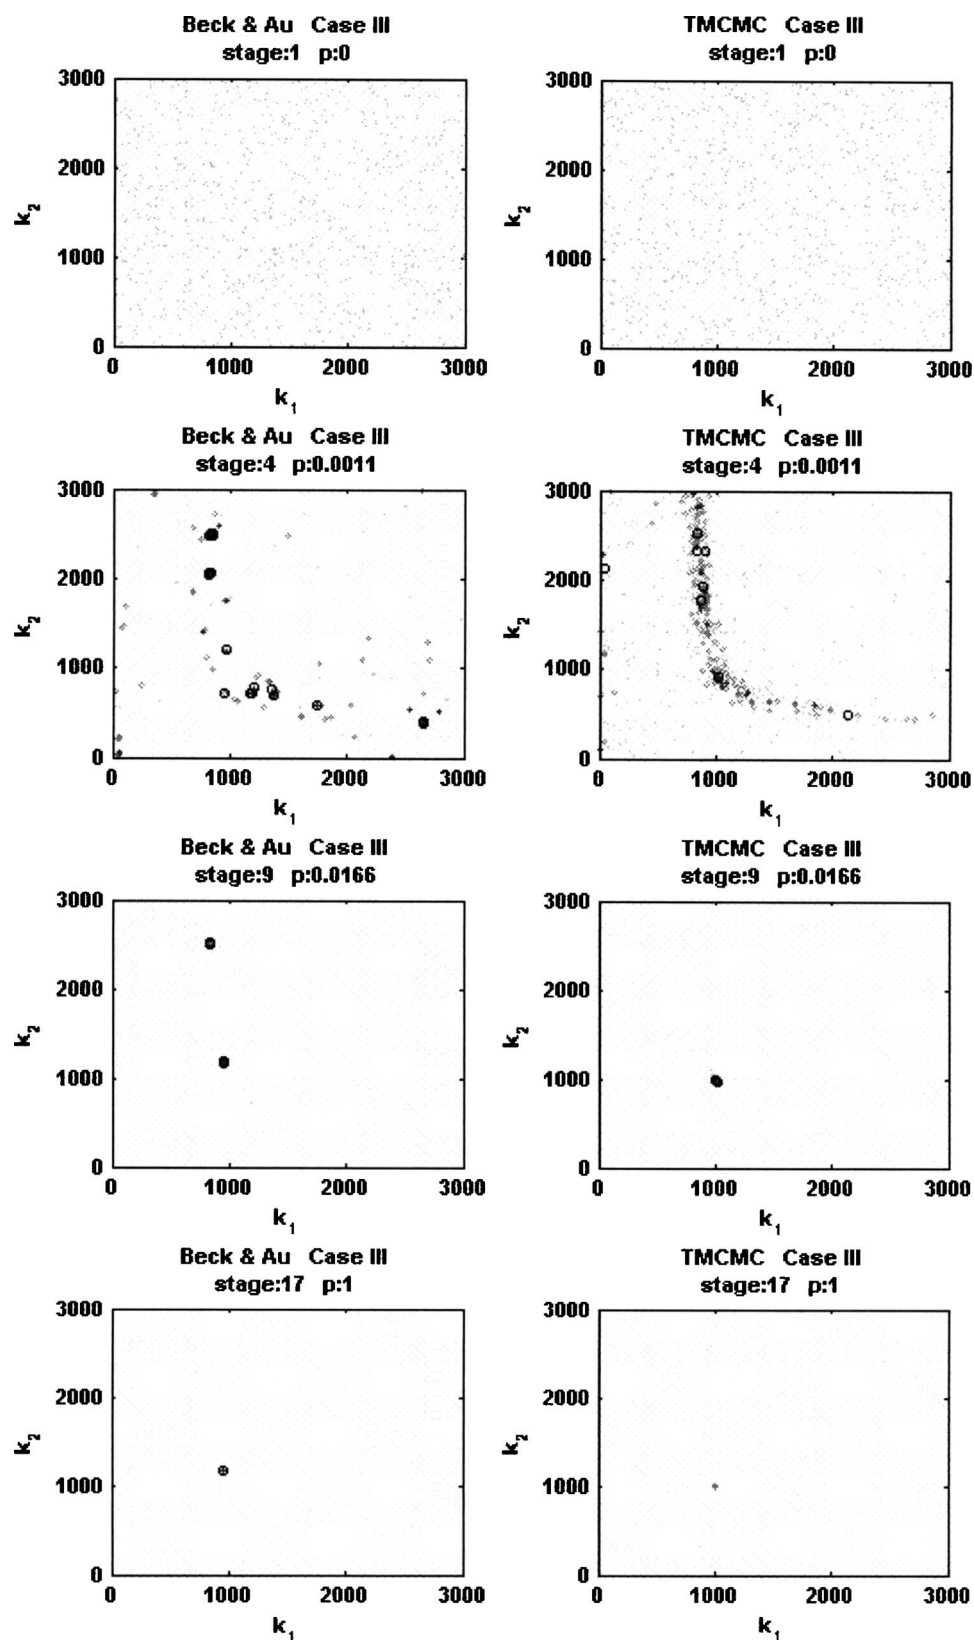 Beck & Au Case III
stage:1 p:0
3000
2000
1000
0
k2
0 1000 2000 3000
k1
TMCMC Case III
stage:1 p:0
3000
2000
1000
0
k2
0 1000 2000 3000
k1
Beck & Au Case III
stage:4 p:0.0011
3000
2000
1000
0
k2
0 1000 2000 3000
k1
TMCMC Case III
stage:4 p:0.0011
3000
2000
1000
0
k2
0 1000 2000 3000
k1
Beck & Au Case III
stage:9 p:0.0166
3000
2000
1000
0
k2
0 1000 2000 3000
k1
TMCMC Case III
stage:9 p:0.0166
3000
2000
1000
0
k2
0 1000 2000 3000
k1
Beck & Au Case III
stage:17 p:1
3000
2000
1000
0
k2
0 1000 2000 3000
k1
TMCMC Case III
stage:17 p:1
3000
2000
1000
0
k2
0 1000 2000 3000
k1